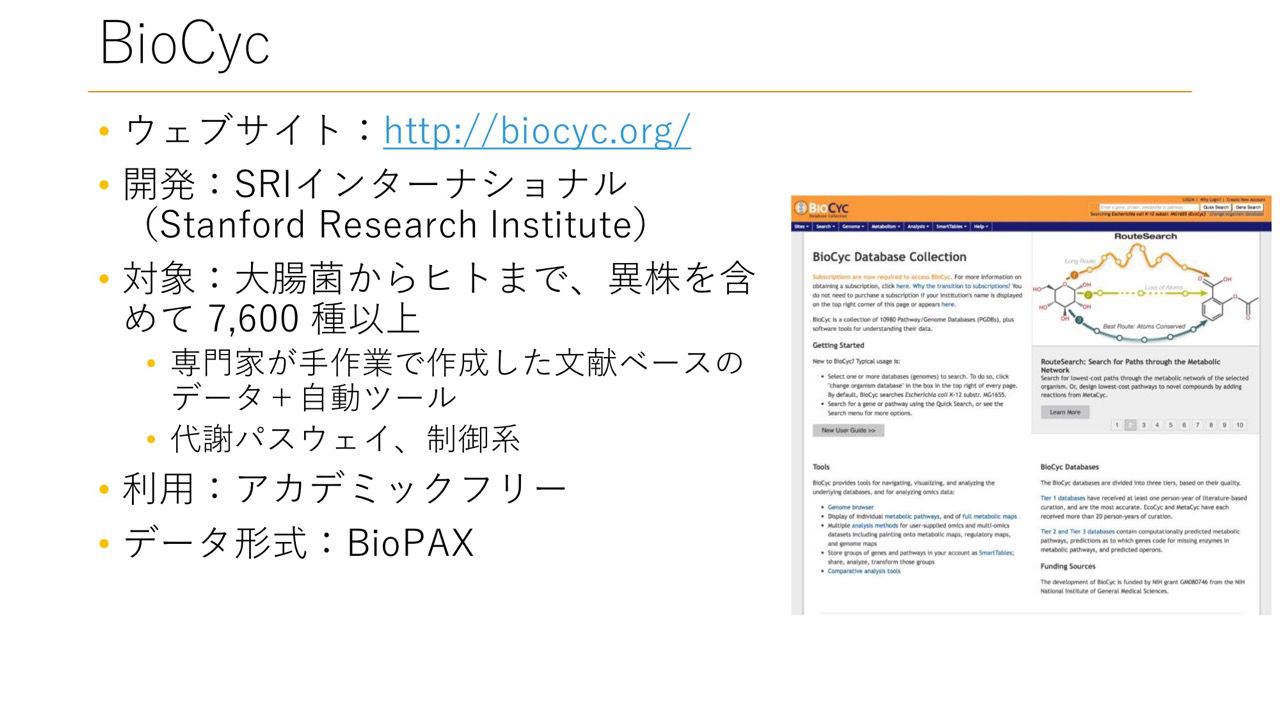 BioCyc
• ウェブサイト：http://biocyc.org/
• 開発：SRIインターナショナル
（Stanford Research Institute）
• 対象：大腸菌からヒトまで、異株を含
めて 7,600 種以上
• 専門家が手作業で作成した文献ベースの
データ＋自動ツール
• 代謝パスウェイ、制御系
• 利用：アカデミックフリー
• データ形式：BioPAX
LOGIN | Why Login? | Create New Account
BioCyc
Database Collection
Enter a gene, protein, metabolite or pathway... Quick Search Gene Search
Searching Escherichia coli K-12 substr. MG1655 (EcoCyc) change organism database
Sites Search Genome Metabolism Analysis SmartTables Help
BioCyc Database Collection
Subscriptions are now required to access BioCyc. For more information on
obtaining a subscription, click here. Why the transition to subscriptions? You
do not need to purchase a subscription if your institution's name is displayed
on the top right corner of this page or appears here.
BioCyc is a collection of 10980 Pathway/Genome Databases (PGDBs), plus
software tools for understanding their data.
Getting Started
New to BioCyc? Typical usage is:
• Select one or more databases (genomes) to search. To do so, click
"change organism database" in the box in the top right of every page.
By default, BioCyc searches Escherichia coli K-12 substr. MG1655.
• Search for a gene or pathway using the Quick Search, or see the
Search menu for more options.
New User Guide >>
RouteSearch
Long Route
Loss of Atoms
Best Route: Atoms Conserved
1
2
3
HO
OH
HO
OH
OH
O
O
OH
O
O
RouteSearch: Search for Paths through the Metabolic
Network
Search for lowest-cost paths through the metabolic network of the selected
organism. Or, design lowest-cost pathways to novel compounds by adding
reactions from MetaCyc.
Learn More
1 2 3 4 5 6 7 8 9 10
Tools
BioCyc provides tools for navigating, visualizing, and analyzing the
underlying databases, and for analyzing omics data:
• Genome browser
• Display of individual metabolic pathways, and of full metabolic maps
• Multiple analysis methods for user-supplied omics and multi-omics
datasets including painting onto metabolic maps, regulatory maps,
and genome maps
• Store groups of genes and pathways in your account as SmartTables;
share, analyze, transform those groups
• Comparative analysis tools
BioCyc Databases
The BioCyc databases are divided into three tiers, based on their quality.
Tier 1 databases have received at least one person-year of literature-based
curation, and are the most accurate. EcoCyc and MetaCyc have each
received more than 20 person-years of curation.
Tier 2 and Tier 3 databases contain computationally predicted metabolic
pathways, predictions as to which genes code for missing enzymes in
metabolic pathways, and predicted operons.
Funding Sources
The development of BioCyc is funded by NIH grant GM080746 from the NIH
National Institute of General Medical Sciences.